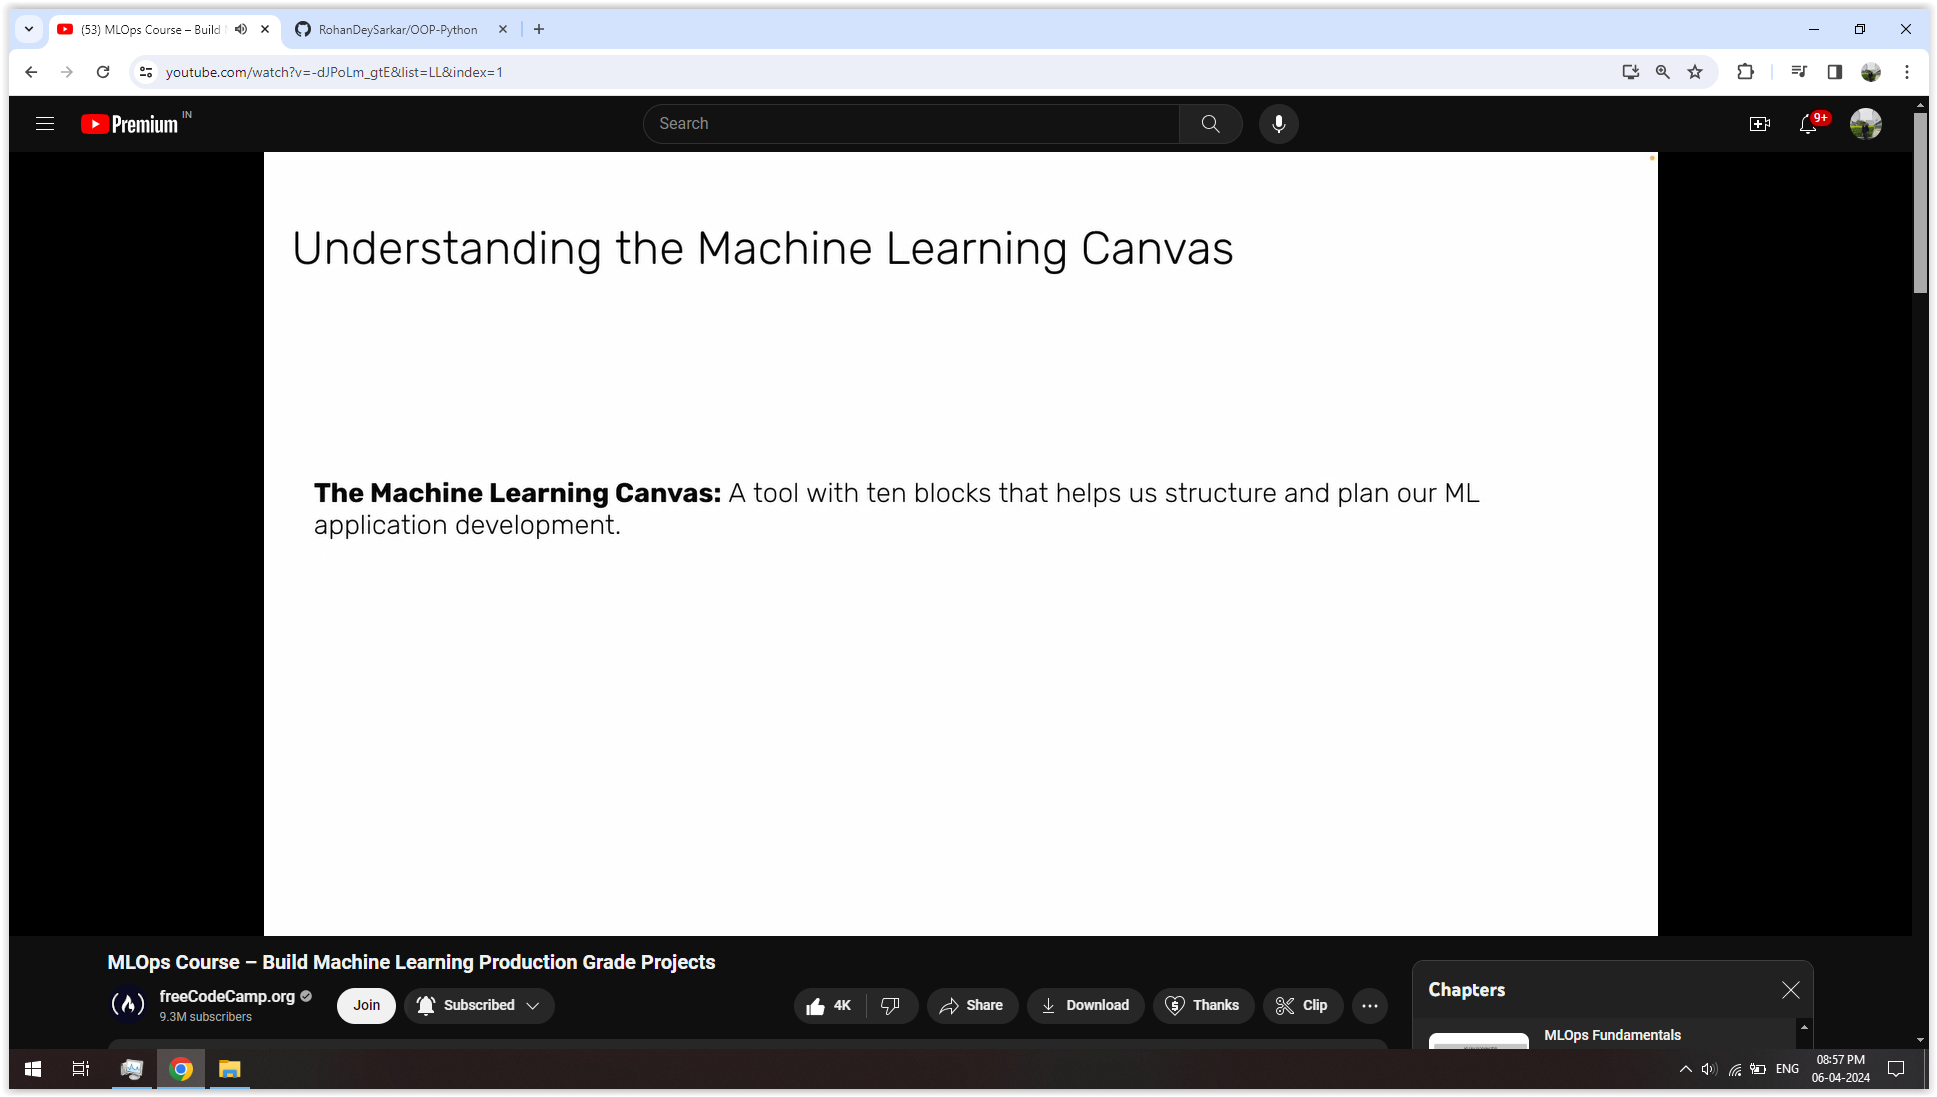 (53) MLOps Course – Build
RohanDeySarkar/OOP-Python
youtube.com/watch?v=-dJPoLm_gtE&list=LL&index=1
Premium IN
Search
9+
Understanding the Machine Learning Canvas
The Machine Learning Canvas: A tool with ten blocks that helps us structure and plan our ML
application development.
MLOps Course – Build Machine Learning Production Grade Projects
freeCodeCamp.org
9.3M subscribers
Join
Subscribed
4K
Share
Download
Thanks
Clip
Chapters
MLOps Fundamentals
ENG
08:57 PM
06-04-2024